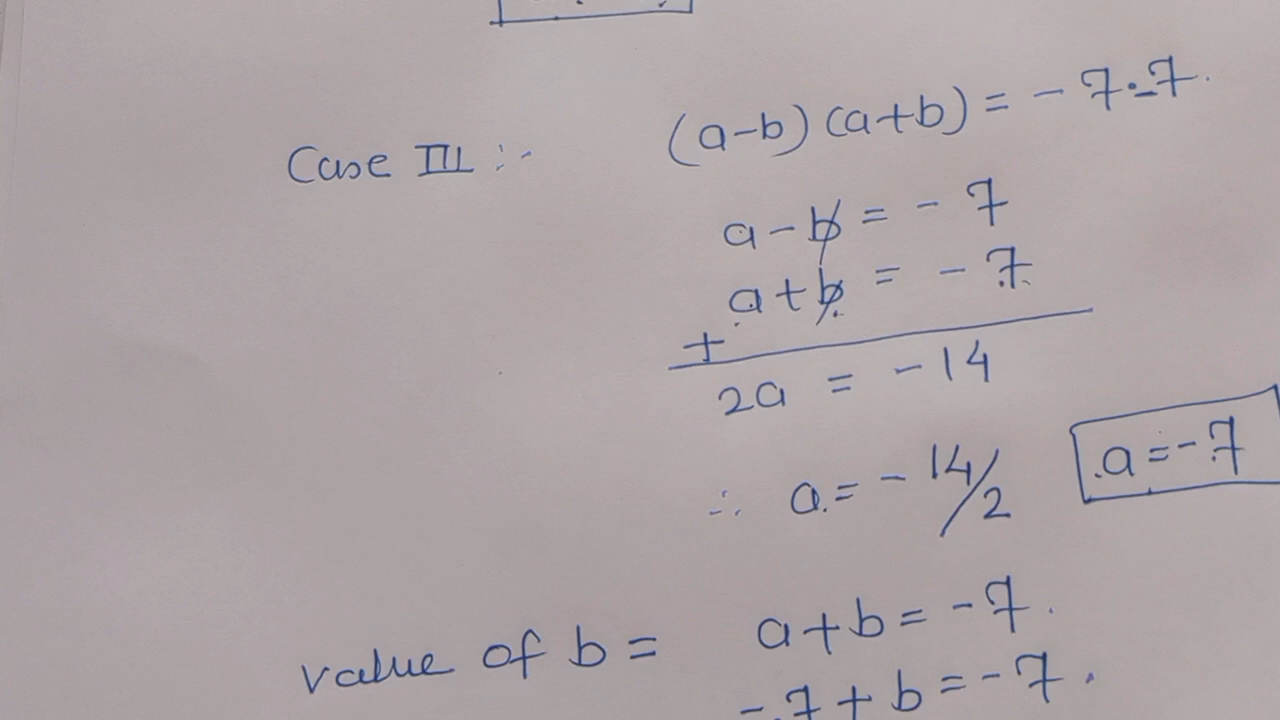 Case III :- (a-b) (a+b) = - 7.-7.
a - b = - 7
a + b = - 7.
+
2a = - 14
∴ a = - 14/2 a = - 7
value of b = a + b = - 7.
- 7 + b = - 7.